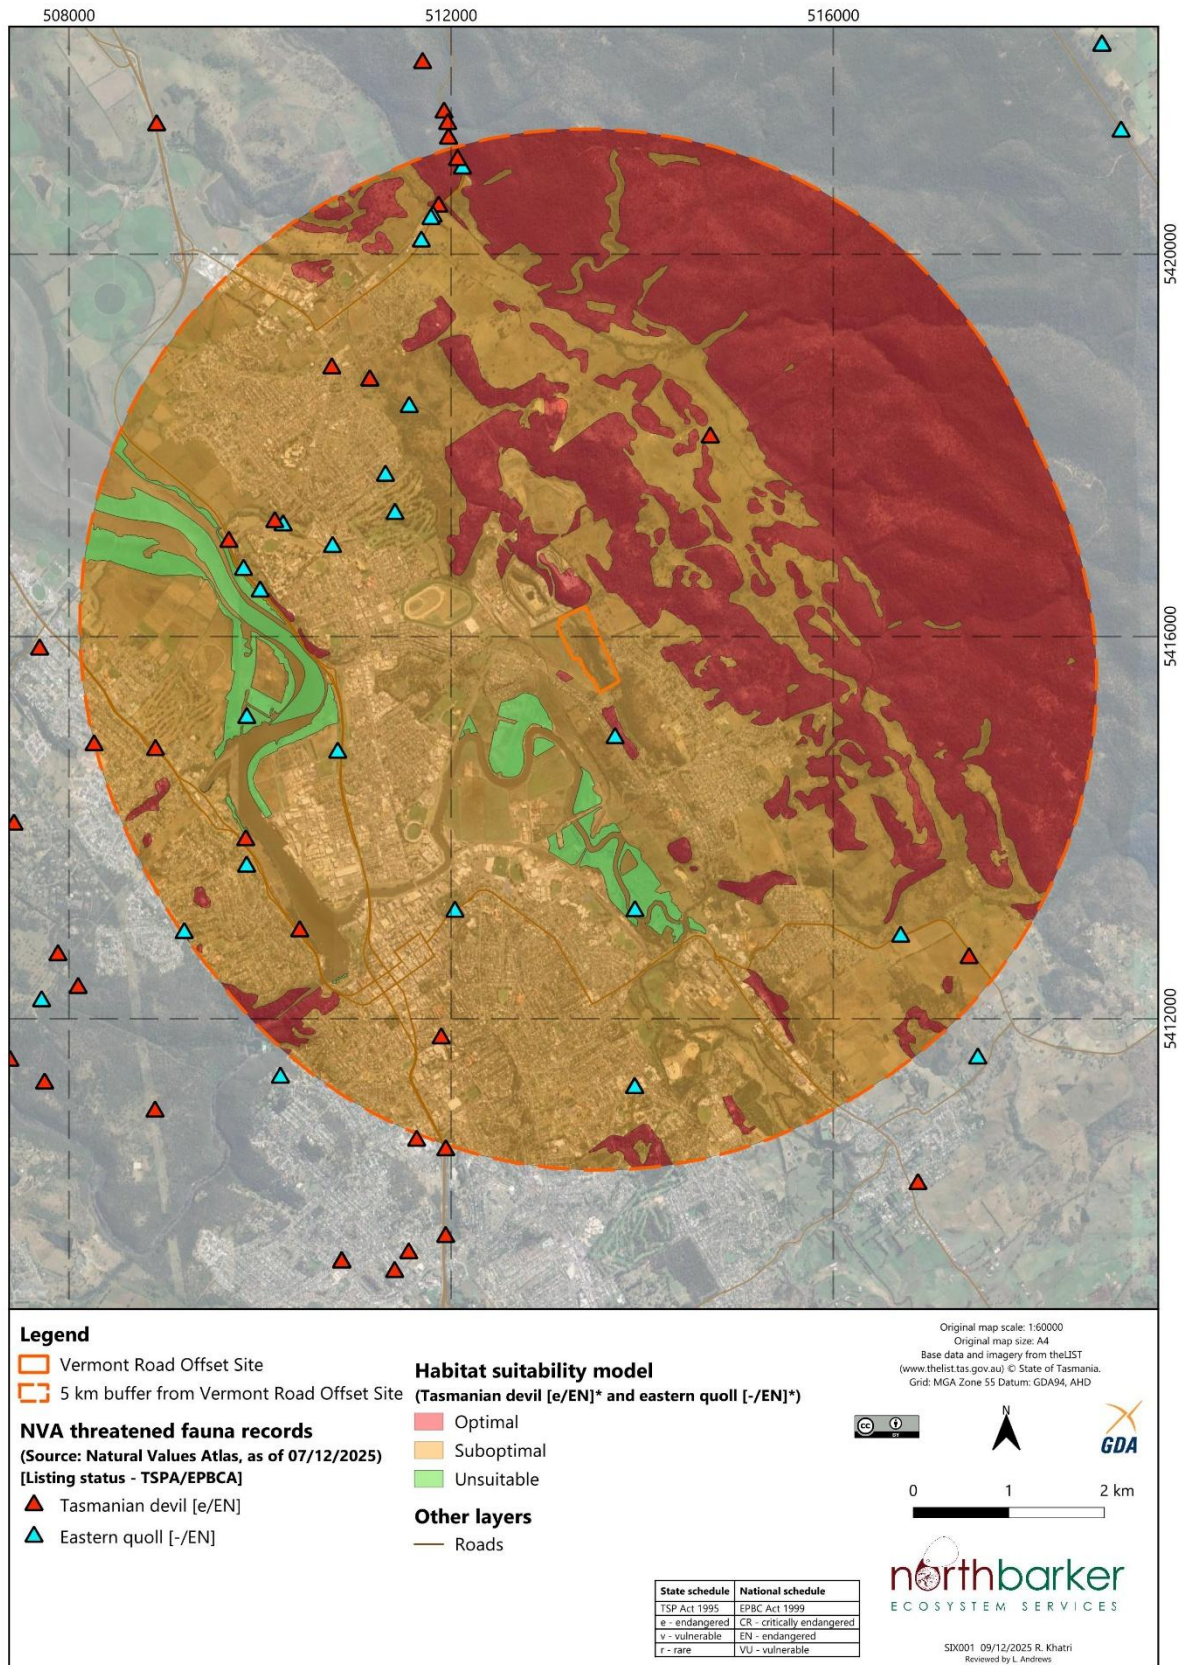 508000
512000
516000
5420000
5416000
5412000
Legend
Vermont Road Offset Site
5 km buffer from Vermont Road Offset Site
NVA threatened fauna records
(Source: Natural Values Atlas, as of 07/12/2025)
[Listing status - TSPA/EPBCA]
Tasmanian devil [e/EN]
Eastern quoll [-/EN]
Habitat suitability model
(Tasmanian devil [e/EN]* and eastern quoll [-/EN]*)
Optimal
Suboptimal
Unsuitable
Other layers
Roads
Original map scale: 1:60000
Original map size: A4
Base data and imagery from theLIST
(www.thelist.tas.gov.au) © State of Tasmania.
Grid: MGA Zone 55 Datum: GDA94, AHD
cc
BY
N
GDA
0 1 2 km
State schedule National schedule
TSP Act 1995 EPBC Act 1999
e - endangered CR - critically endangered
v - vulnerable EN - endangered
r - rare VU - vulnerable
northbarker
ECOSYSTEM SERVICES
SIX001 09/12/2025 R. Khatri
Reviewed by L. Andrews